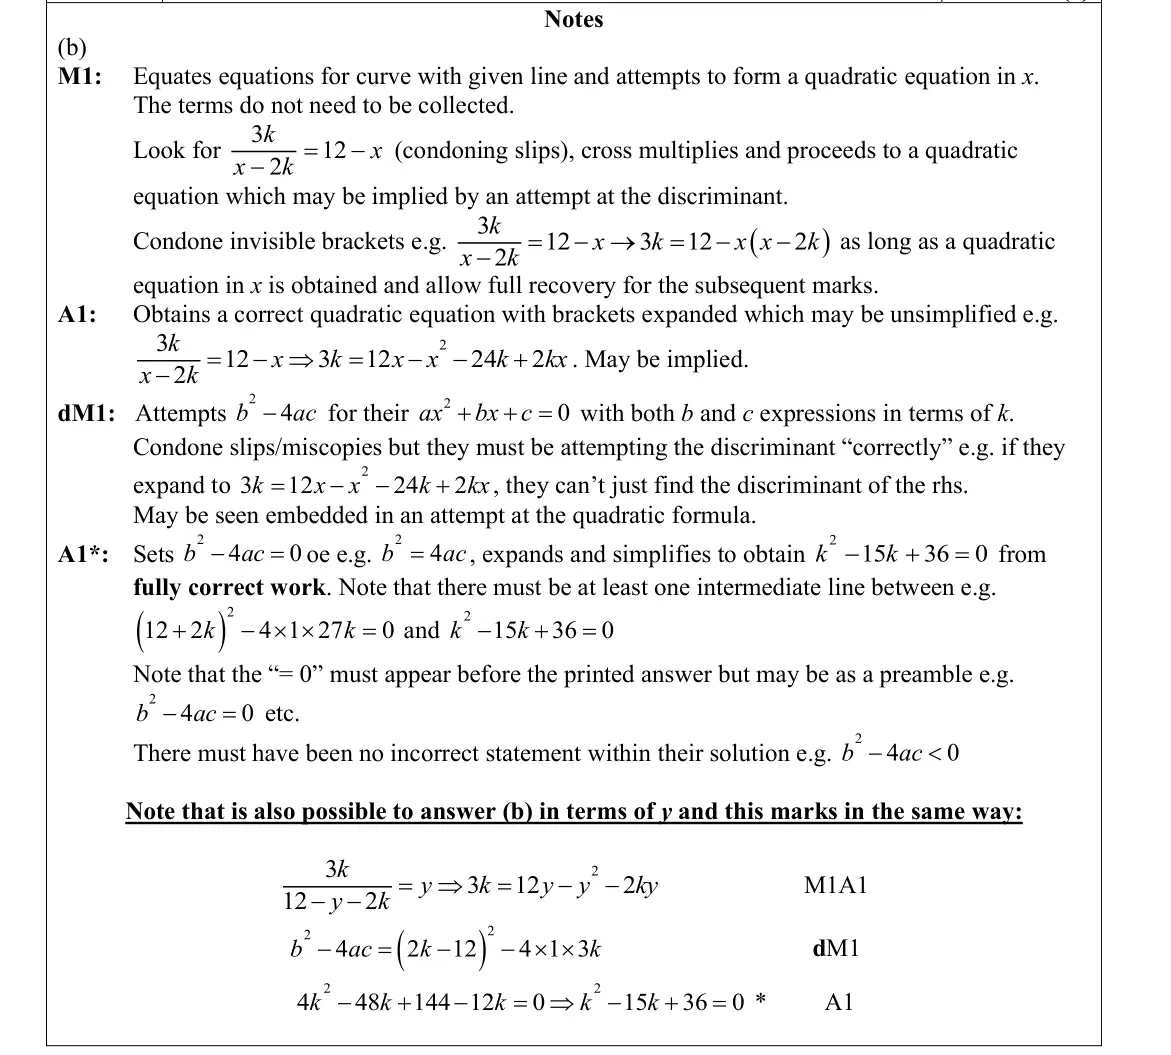 Notes
(b)
M1: Equates equations for curve with given line and attempts to form a quadratic equation in x.
The terms do not need to be collected.
Look for 3k/(x − 2k) = 12 − x (condoning slips), cross multiplies and proceeds to a quadratic
equation which may be implied by an attempt at the discriminant.
Condone invisible brackets e.g. 3k/(x − 2k) = 12 − x → 3k = 12 − x(x − 2k) as long as a quadratic
equation in x is obtained and allow full recovery for the subsequent marks.
A1: Obtains a correct quadratic equation with brackets expanded which may be unsimplified e.g.
3k/(x − 2k) = 12 − x ⇒ 3k = 12x − x² − 24k + 2kx. May be implied.
dM1: Attempts b² − 4ac for their ax² + bx + c = 0 with both b and c expressions in terms of k.
Condone slips/miscopies but they must be attempting the discriminant “correctly” e.g. if they
expand to 3k = 12x − x² − 24k + 2kx, they can’t just find the discriminant of the rhs.
May be seen embedded in an attempt at the quadratic formula.
A1*: Sets b² − 4ac = 0 oe e.g. b² = 4ac, expands and simplifies to obtain k² − 15k + 36 = 0 from
fully correct work. Note that there must be at least one intermediate line between e.g.
(12 + 2k)² − 4×1×27k = 0 and k² − 15k + 36 = 0
Note that the “= 0” must appear before the printed answer but may be as a preamble e.g.
b² − 4ac = 0 etc.
There must have been no incorrect statement within their solution e.g. b² − 4ac < 0
Note that is also possible to answer (b) in terms of y and this marks in the same way:
3k/(12 − y − 2k) = y ⇒ 3k = 12y − y² − 2ky M1A1
b² − 4ac = (2k − 12)² − 4×1×3k dM1
4k² − 48k + 144 − 12k = 0 ⇒ k² − 15k + 36 = 0 * A1